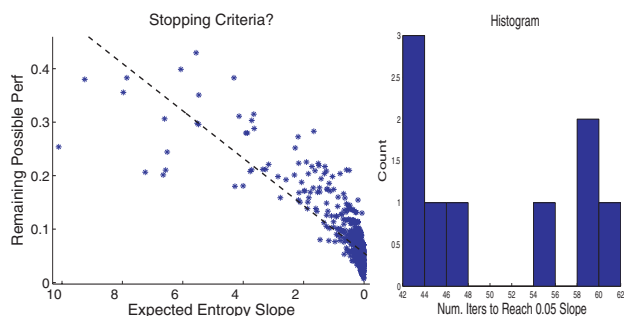 Stopping Criteria?
Remaining Possible Perf
0.4
0.3
0.2
0.1
0
10 8 6 4 2 0
Expected Entropy Slope
Histogram
Count
3
2.5
2
1.5
1
0.5
0
42 44 46 48 50 52 54 56 58 60 62
Num. Iters to Reach 0.05 Slope